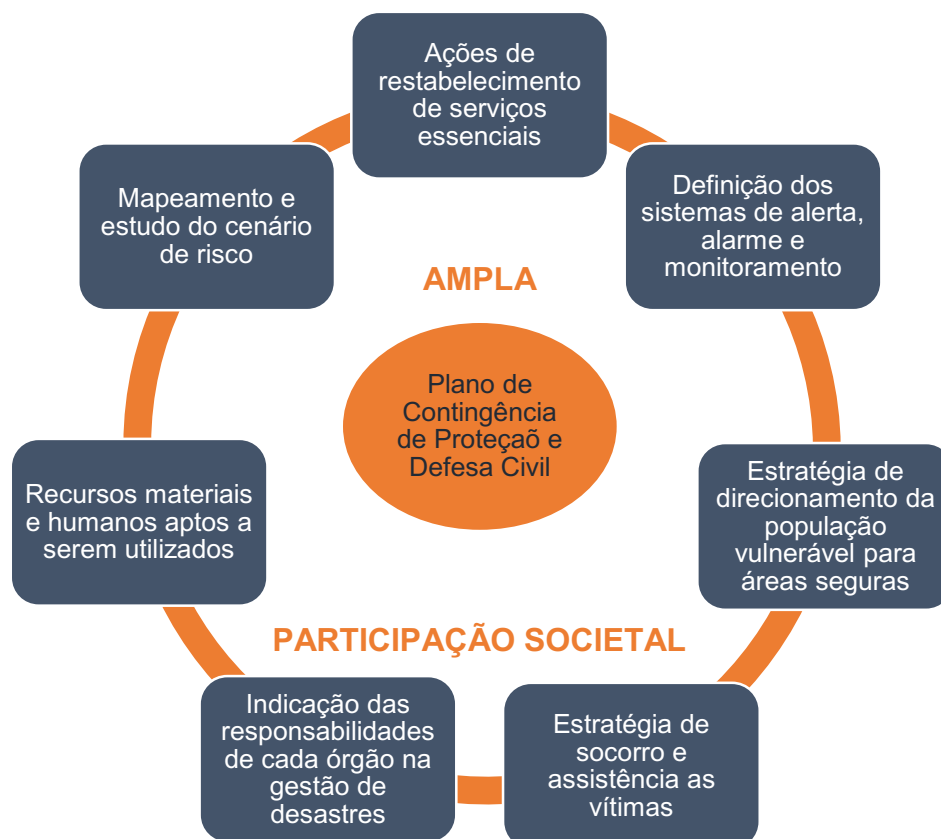 Ações de
restabelecimento
de serviços
essenciais
Definição dos
sistemas de alerta,
alarme e
monitoramento
Estratégia de
direcionamento da
população
vulnerável para
áreas seguras
Estratégia de
socorro e
assistência as
vítimas
Indicação das
responsabilidades
de cada órgão na
gestão de
desastres
Recursos materiais
e humanos aptos a
serem utilizados
Mapeamento e
estudo do cenário
de risco
AMPLA
Plano de
Contingência
de Proteçaõ e
Defesa Civil
PARTICIPAÇÃO SOCIETAL